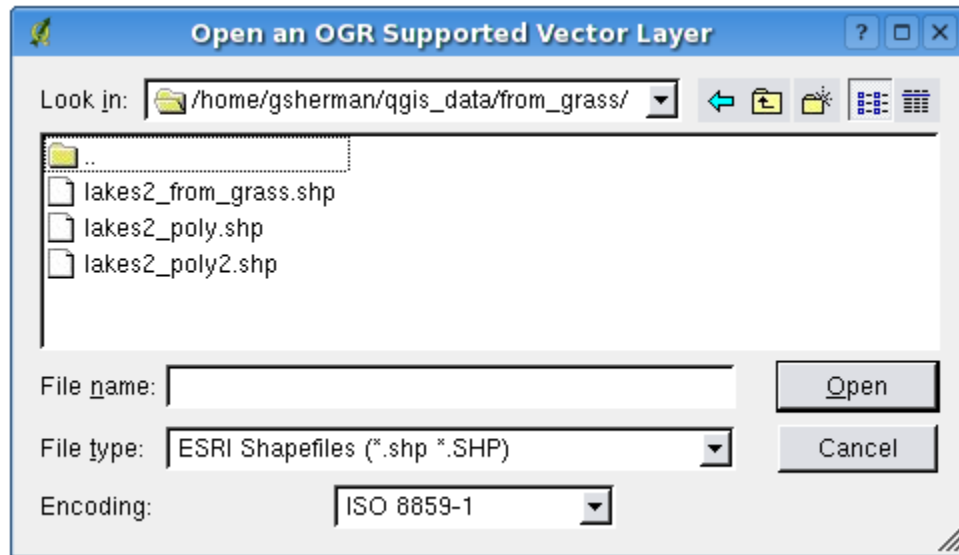 Open an OGR Supported Vector Layer ?
Look in: /home/gsherman/qgis_data/from_grass/
..
lakes2_from_grass.shp
lakes2_poly.shp
lakes2_poly2.shp
File name: Open
File type: ESRI Shapefiles (*.shp *.SHP) Cancel
Encoding: ISO 8859-1